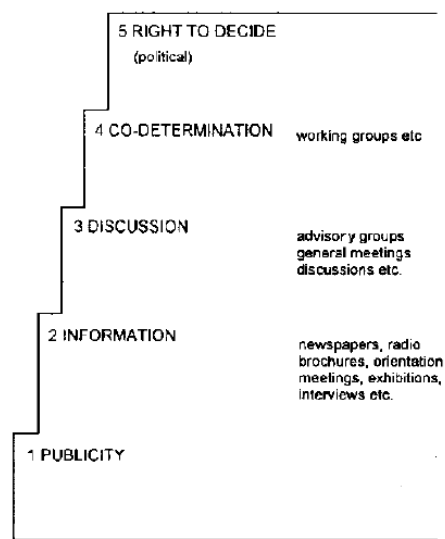 5 RIGHT TO DECIDE
(political)
4 CO-DETERMINATION
working groups etc
3 DISCUSSION
advisory groups
general meetings
discussions etc.
2 INFORMATION
newspapers, radio
brochures, orientation
meetings, exhibitions,
interviews etc.
1 PUBLICITY